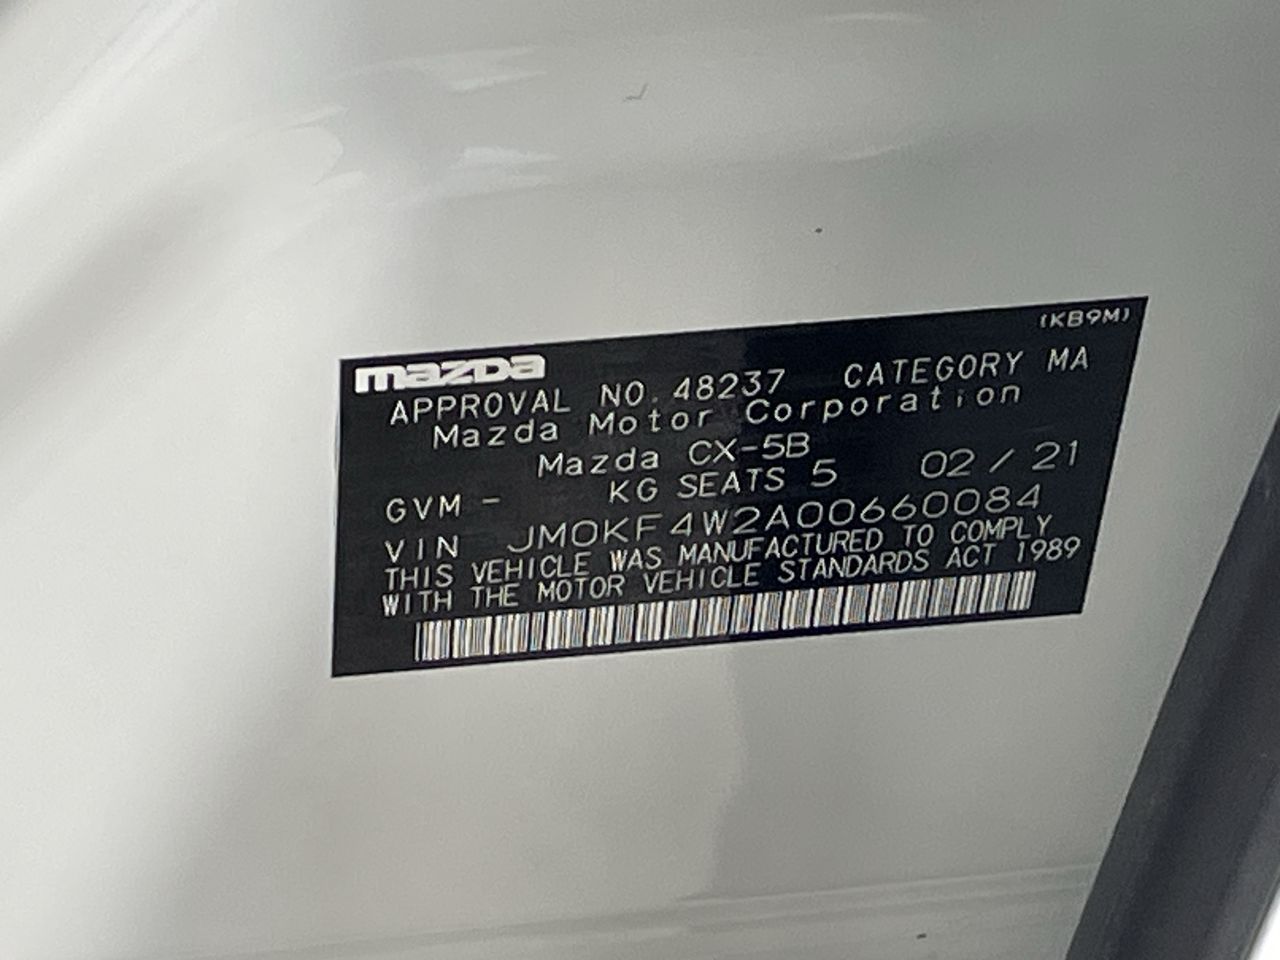 (KB9M)
mazda
APPROVAL NO. 48237 CATEGORY MA
Mazda Motor Corporation
Mazda CX-5B
GVM - KG SEATS 5 02 / 21
VIN JM0KF4W2A00660084
THIS VEHICLE WAS MANUFACTURED TO COMPLY
WITH THE MOTOR VEHICLE STANDARDS ACT 1989